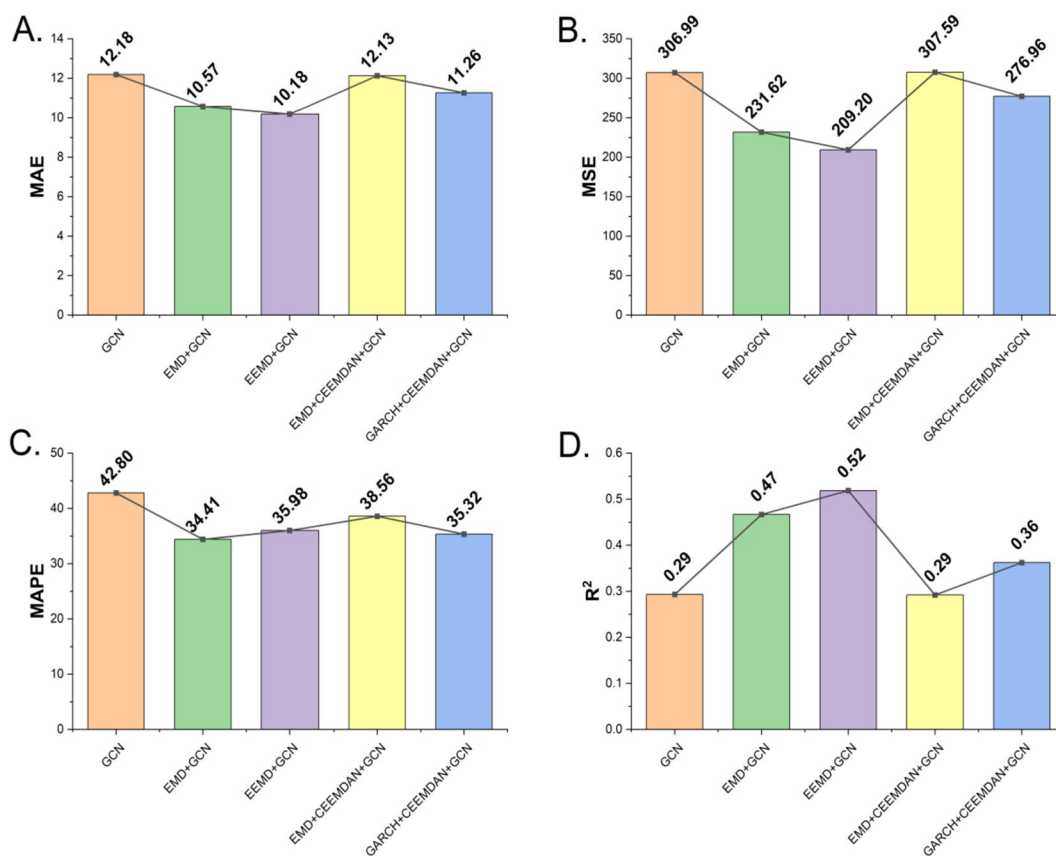 A.
MAE
14
12
10
8
6
4
2
0
12.18
10.57
10.18
12.13
11.26
GCN
EMD+GCN
EEMD+GCN
EMD+CEEMDAN+GCN
GARCH+CEEMDAN+GCN
B.
MSE
350
300
250
200
150
100
50
0
306.99
231.62
209.20
307.59
276.96
GCN
EMD+GCN
EEMD+GCN
EMD+CEEMDAN+GCN
GARCH+CEEMDAN+GCN
C.
MAPE
50
40
30
20
10
0
42.80
34.41
35.98
38.56
35.32
GCN
EMD+GCN
EEMD+GCN
EMD+CEEMDAN+GCN
GARCH+CEEMDAN+GCN
D.
R²
0.6
0.5
0.4
0.3
0.2
0.1
0.0
0.29
0.47
0.52
0.29
0.36
GCN
EMD+GCN
EEMD+GCN
EMD+CEEMDAN+GCN
GARCH+CEEMDAN+GCN